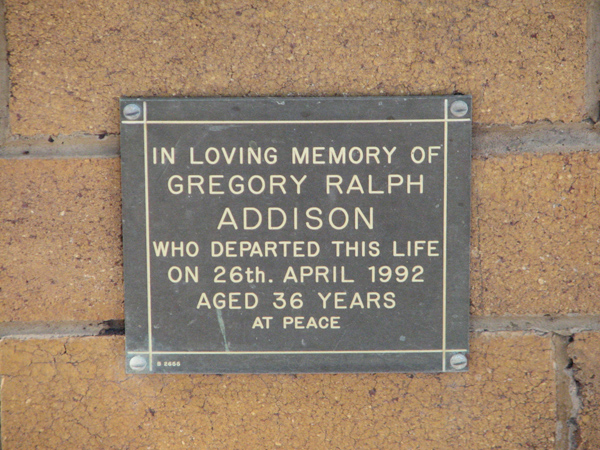 IN LOVING MEMORY OF
GREGORY RALPH
ADDISON
WHO DEPARTED THIS LIFE
ON 26th. APRIL 1992
AGED 36 YEARS
AT PEACE